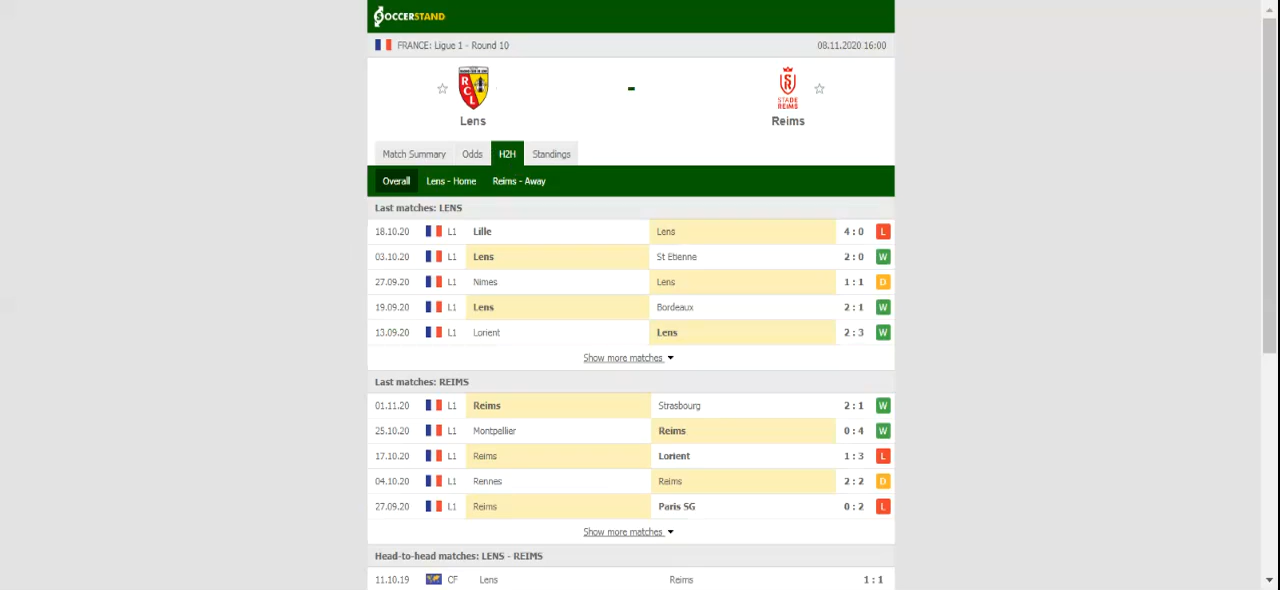 SOCCERSTAND
FRANCE: Ligue 1 - Round 10 08.11.2020 16:00
RCL
STADE REIMS
-
Lens Reims
Match Summary Odds H2H Standings
Overall Lens - Home Reims - Away
Last matches: LENS
18.10.20 L1 Lille Lens 4 : 0 L
03.10.20 L1 Lens St Etienne 2 : 0 W
27.09.20 L1 Nimes Lens 1 : 1 D
19.09.20 L1 Lens Bordeaux 2 : 1 W
13.09.20 L1 Lorient Lens 2 : 3 W
Show more matches
Last matches: REIMS
01.11.20 L1 Reims Strasbourg 2 : 1 W
25.10.20 L1 Montpellier Reims 0 : 4 W
17.10.20 L1 Reims Lorient 1 : 3 L
04.10.20 L1 Rennes Reims 2 : 2 D
27.09.20 L1 Reims Paris SG 0 : 2 L
Show more matches
Head-to-head matches: LENS - REIMS
11.10.19 CF Lens Reims 1 : 1